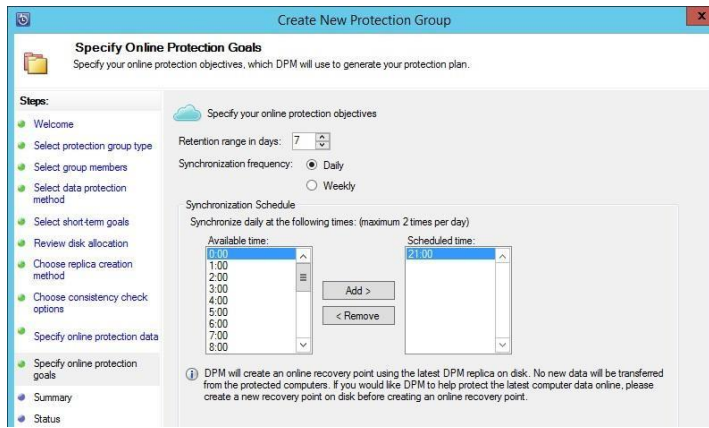 Create New Protection Group
x
Specify Online Protection Goals
Specify your online protection objectives, which DPM will use to generate your protection plan.
Steps:
Welcome
Select protection group type
Select group members
Select data protection
method
Select short-term goals
Review disk allocation
Choose replica creation
method
Choose consistency check
options
Specify online protection data
Specify online protection
goals
Summary
Status
Specify your online protection objectives
Retention range in days: 7
Synchronization frequency: Daily
Weekly
Synchronization Schedule
Synchronize daily at the following times: (maximum 2 times per day)
Available time:
0:00
1:00
2:00
3:00
4:00
5:00
6:00
7:00
8:00
Add >
< Remove
Scheduled time:
21:00
DPM will create an online recovery point using the latest DPM replica on disk. No new data will be transferred
from the protected computers. If you would like DPM to help protect the latest computer data online, please
create a new recovery point on disk before creating an online recovery point.